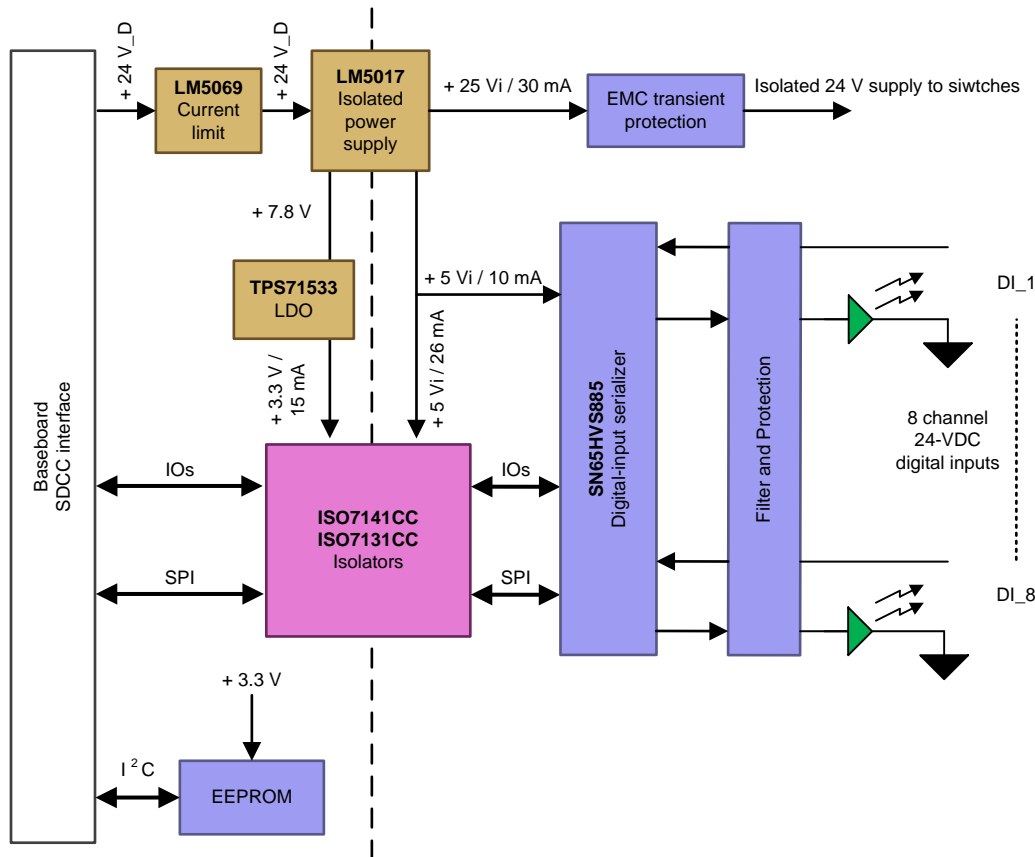 + 24 V_D
+ 24 V_D
LM5069
Current
limit
LM5017
Isolated
power
supply
+ 25 Vi / 30 mA
EMC transient
protection
Isolated 24 V supply to siwtches
+ 7.8 V
TPS71533
LDO
+ 5 Vi / 10 mA
+ 3.3 V /
15 mA
+ 5 Vi / 26 mA
Baseboard
SDCC interface
IOs
SPI
ISO7141CC
ISO7131CC
Isolators
IOs
SPI
SN65HVS885
Digital-input serializer
Filter and Protection
DI_1
8 channel
24-VDC
digital inputs
DI_8
+ 3.3 V
I 2 C
EEPROM